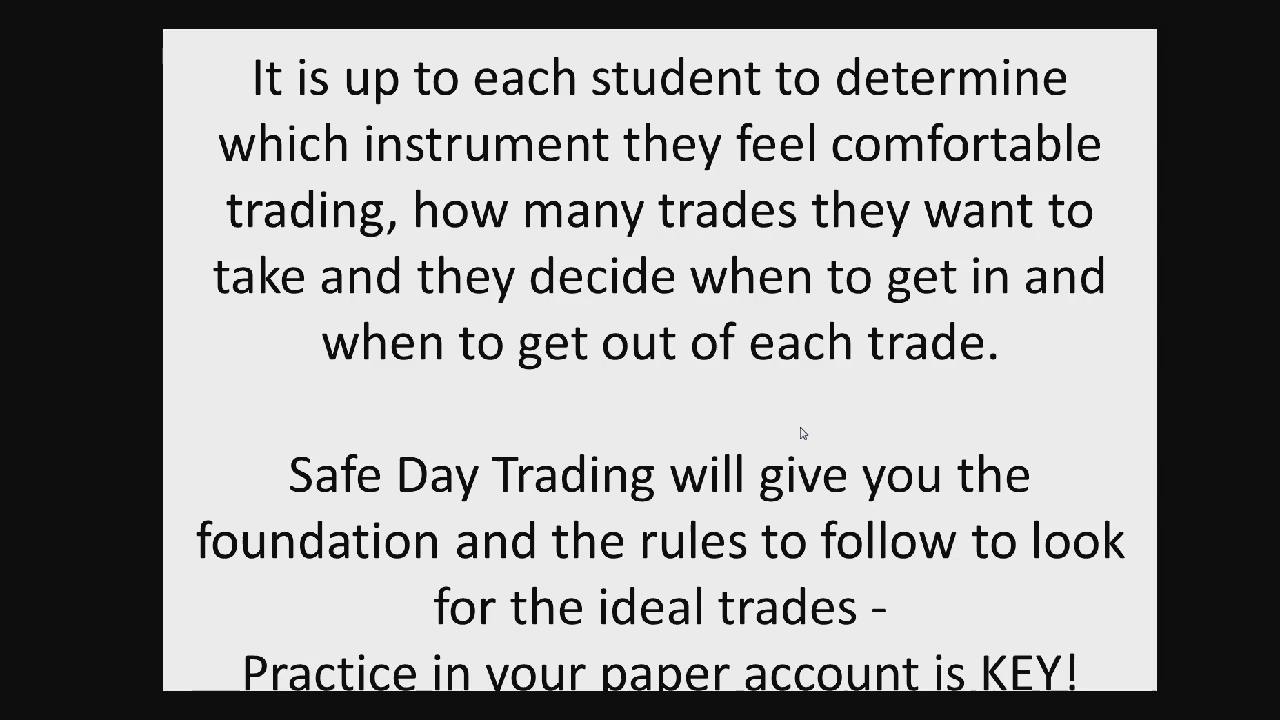 It is up to each student to determine
which instrument they feel comfortable
trading, how many trades they want to
take and they decide when to get in and
when to get out of each trade.
Safe Day Trading will give you the
foundation and the rules to follow to look
for the ideal trades -
Practice in your paper account is KEY!